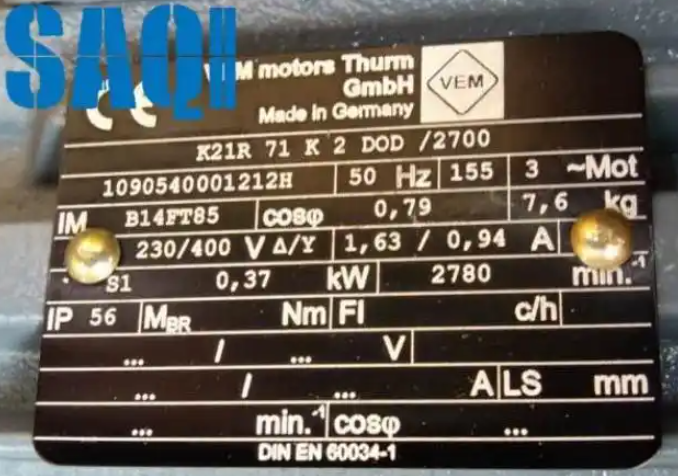 SAQI
VEM motors Thurm
GmbH
Made in Germany
CE
VEM
K21R 71 K 2 DOD /2700
1090540001212H 50 Hz 155 3 ~Mot
IM B14FT85 cosφ 0,79 7,6 kg
230/400 V Δ/Y 1,63 / 0,94 A
S1 0,37 kW 2780 min.-1
IP 56 MBR Nm FI c/h
... / ... V
... / ... A LS mm
... min.-1 cosφ ...
DIN EN 60034-1